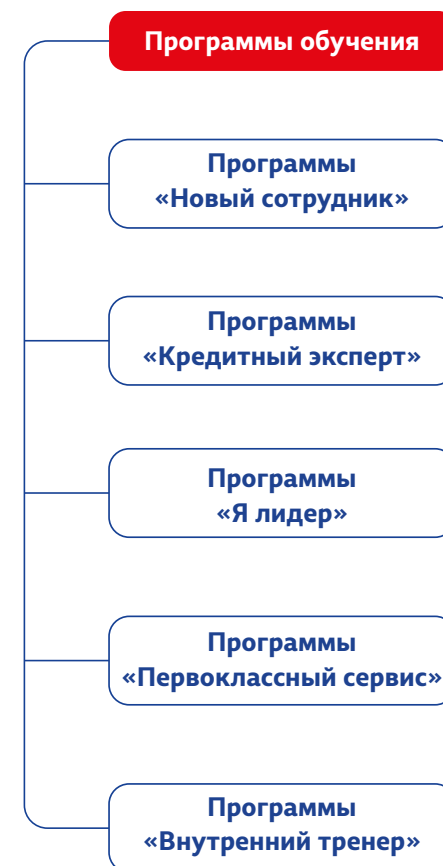 Программы обучения
Программы
«Новый сотрудник»
Программы
«Кредитный эксперт»
Программы
«Я лидер»
Программы
«Первоклассный сервис»
Программы
«Внутренний тренер»